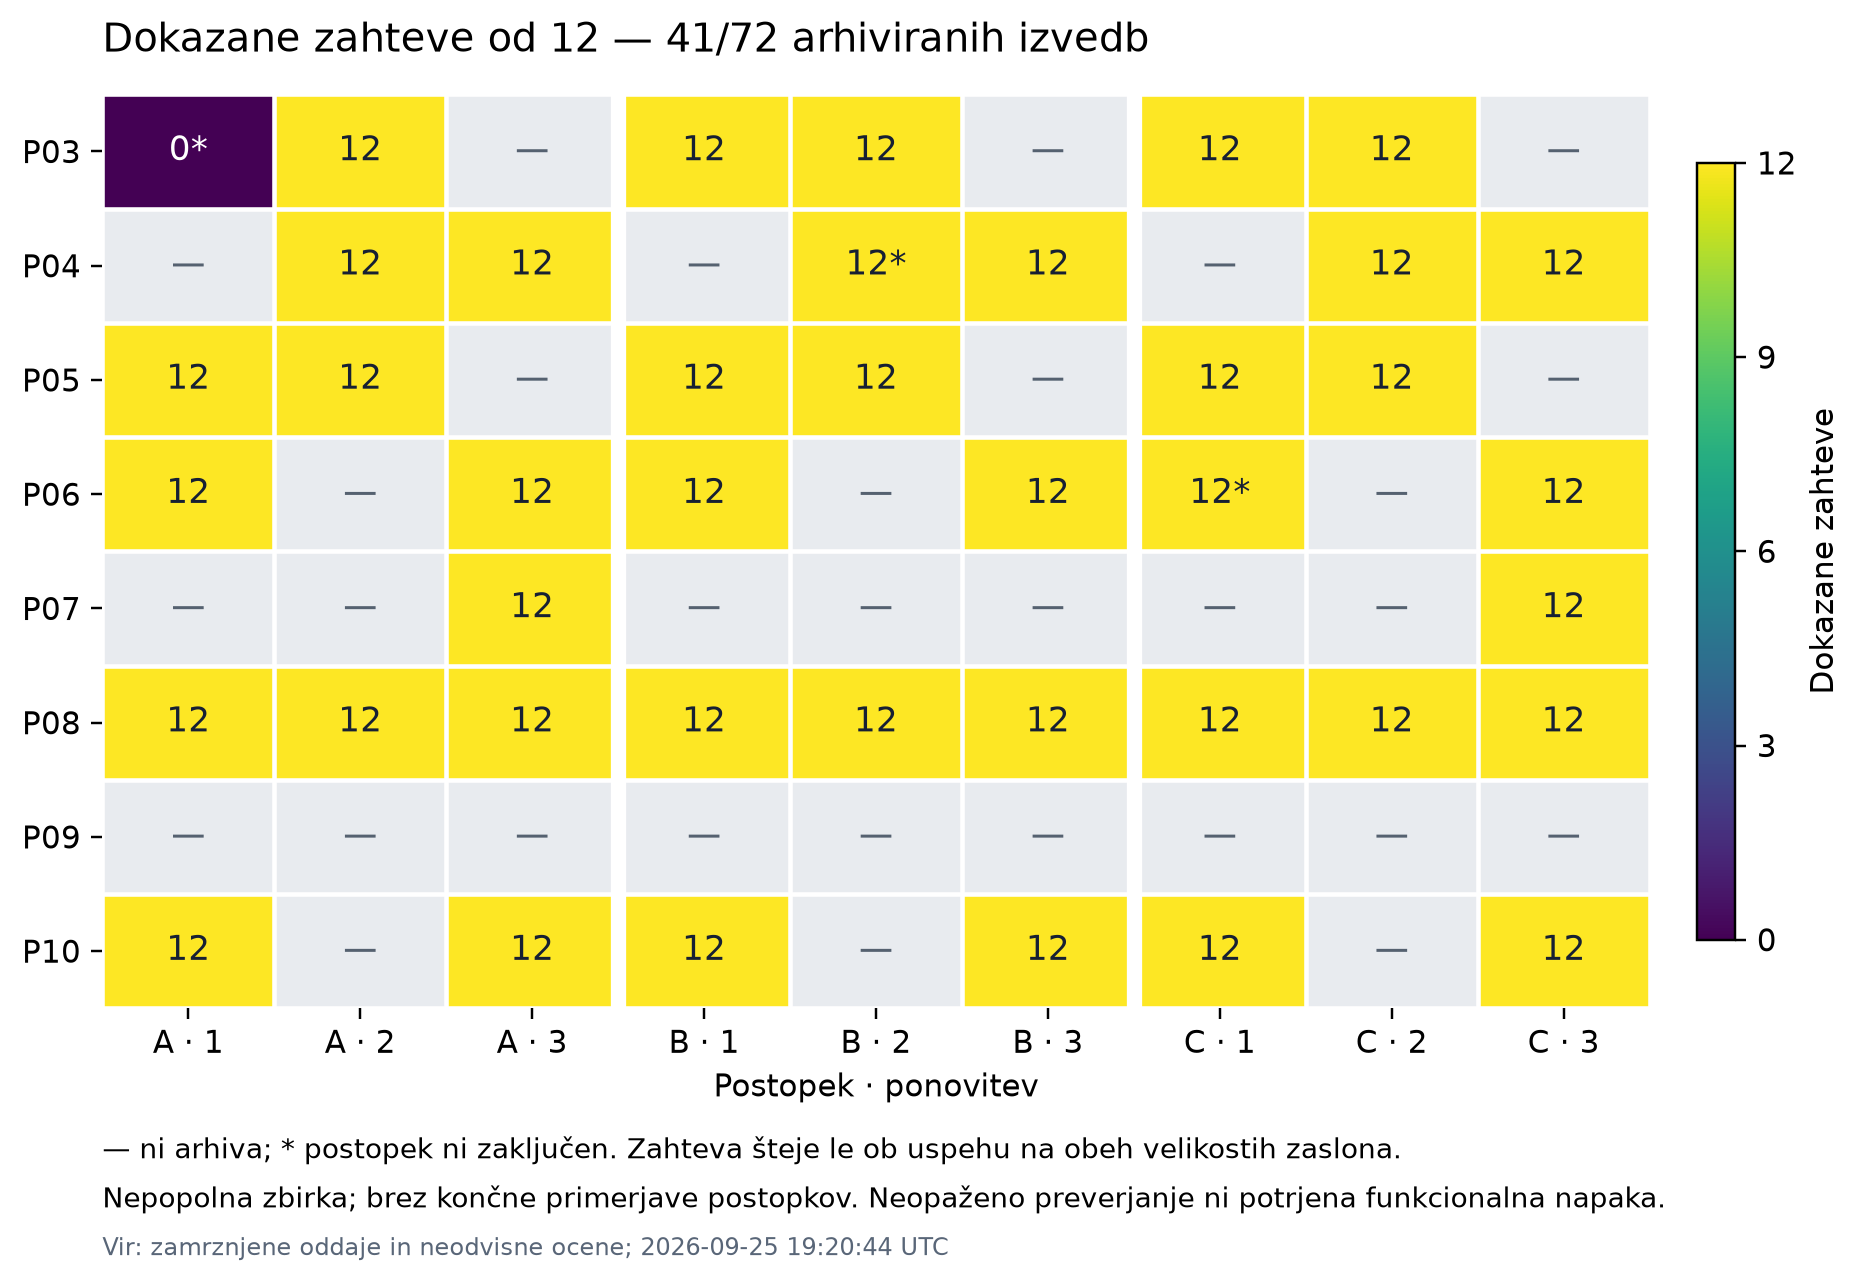 Dokazane zahteve od 12 — 41/72 arhiviranih izvedb
P03 0* 12 — 12 12 — 12 12 —
P04 — 12 12 — 12* 12 — 12 12
P05 12 12 — 12 12 — 12 12 —
P06 12 — 12 12 — 12 12* — 12
P07 — — 12 — — — — — 12
P08 12 12 12 12 12 12 12 12 12
P09 — — — — — — — — —
P10 12 — 12 12 — 12 12 — 12
A · 1 A · 2 A · 3 B · 1 B · 2 B · 3 C · 1 C · 2 C · 3
Postopek · ponovitev
12
9
6
3
0
Dokazane zahteve
— ni arhiva; * postopek ni zaključen. Zahteva šteje le ob uspehu na obeh velikostih zaslona.
Nepopolna zbirka; brez končne primerjave postopkov. Neopaženo preverjanje ni potrjena funkcionalna napaka.
Vir: zamrznjene oddaje in neodvisne ocene; 2026-09-25 19:20:44 UTC